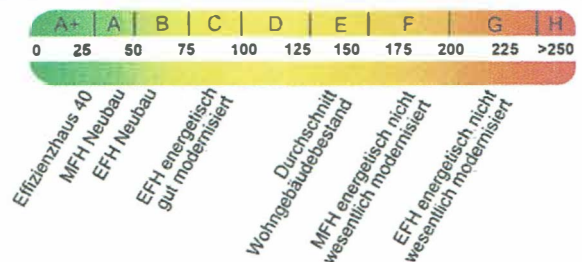 A+ A B C D E F G H
0 25 50 75 100 125 150 175 200 225 >250
Effizienzhaus 40
MFH Neubau
EFH Neubau
EFH energetisch
gut modernisiert
Durchschnitt
Wohngebäudebestand
MFH energetisch nicht
wesentlich modernisiert
EFH energetisch nicht
wesentlich modernisiert